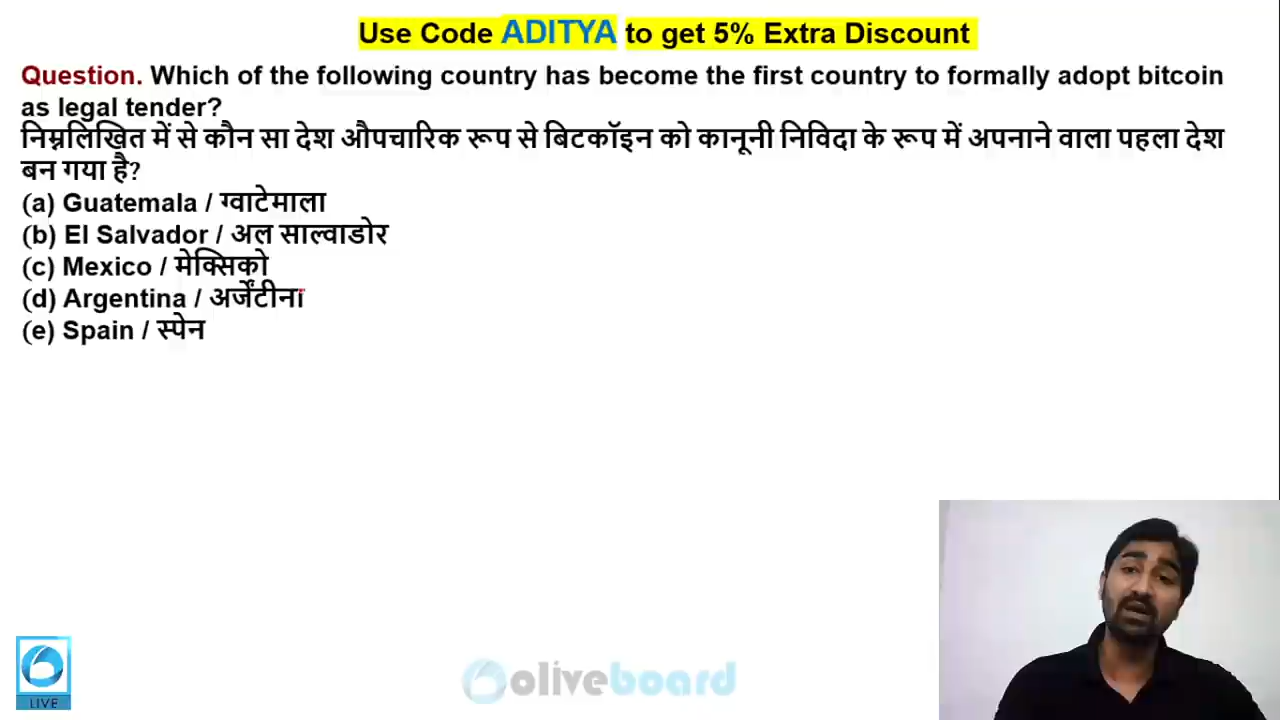 Use Code ADITYA to get 5% Extra Discount
Question. Which of the following country has become the first country to formally adopt bitcoin
as legal tender?
निम्नलिखित में से कौन सा देश औपचारिक रूप से बिटकॉइन को कानूनी निविदा के रूप में अपनाने वाला पहला देश
बन गया है?
(a) Guatemala / ग्वाटेमाला
(b) El Salvador / अल साल्वाडोर
(c) Mexico / मेक्सिको
(d) Argentina / अर्जेंटीना
(e) Spain / स्पेन
LIVE
oliveboard